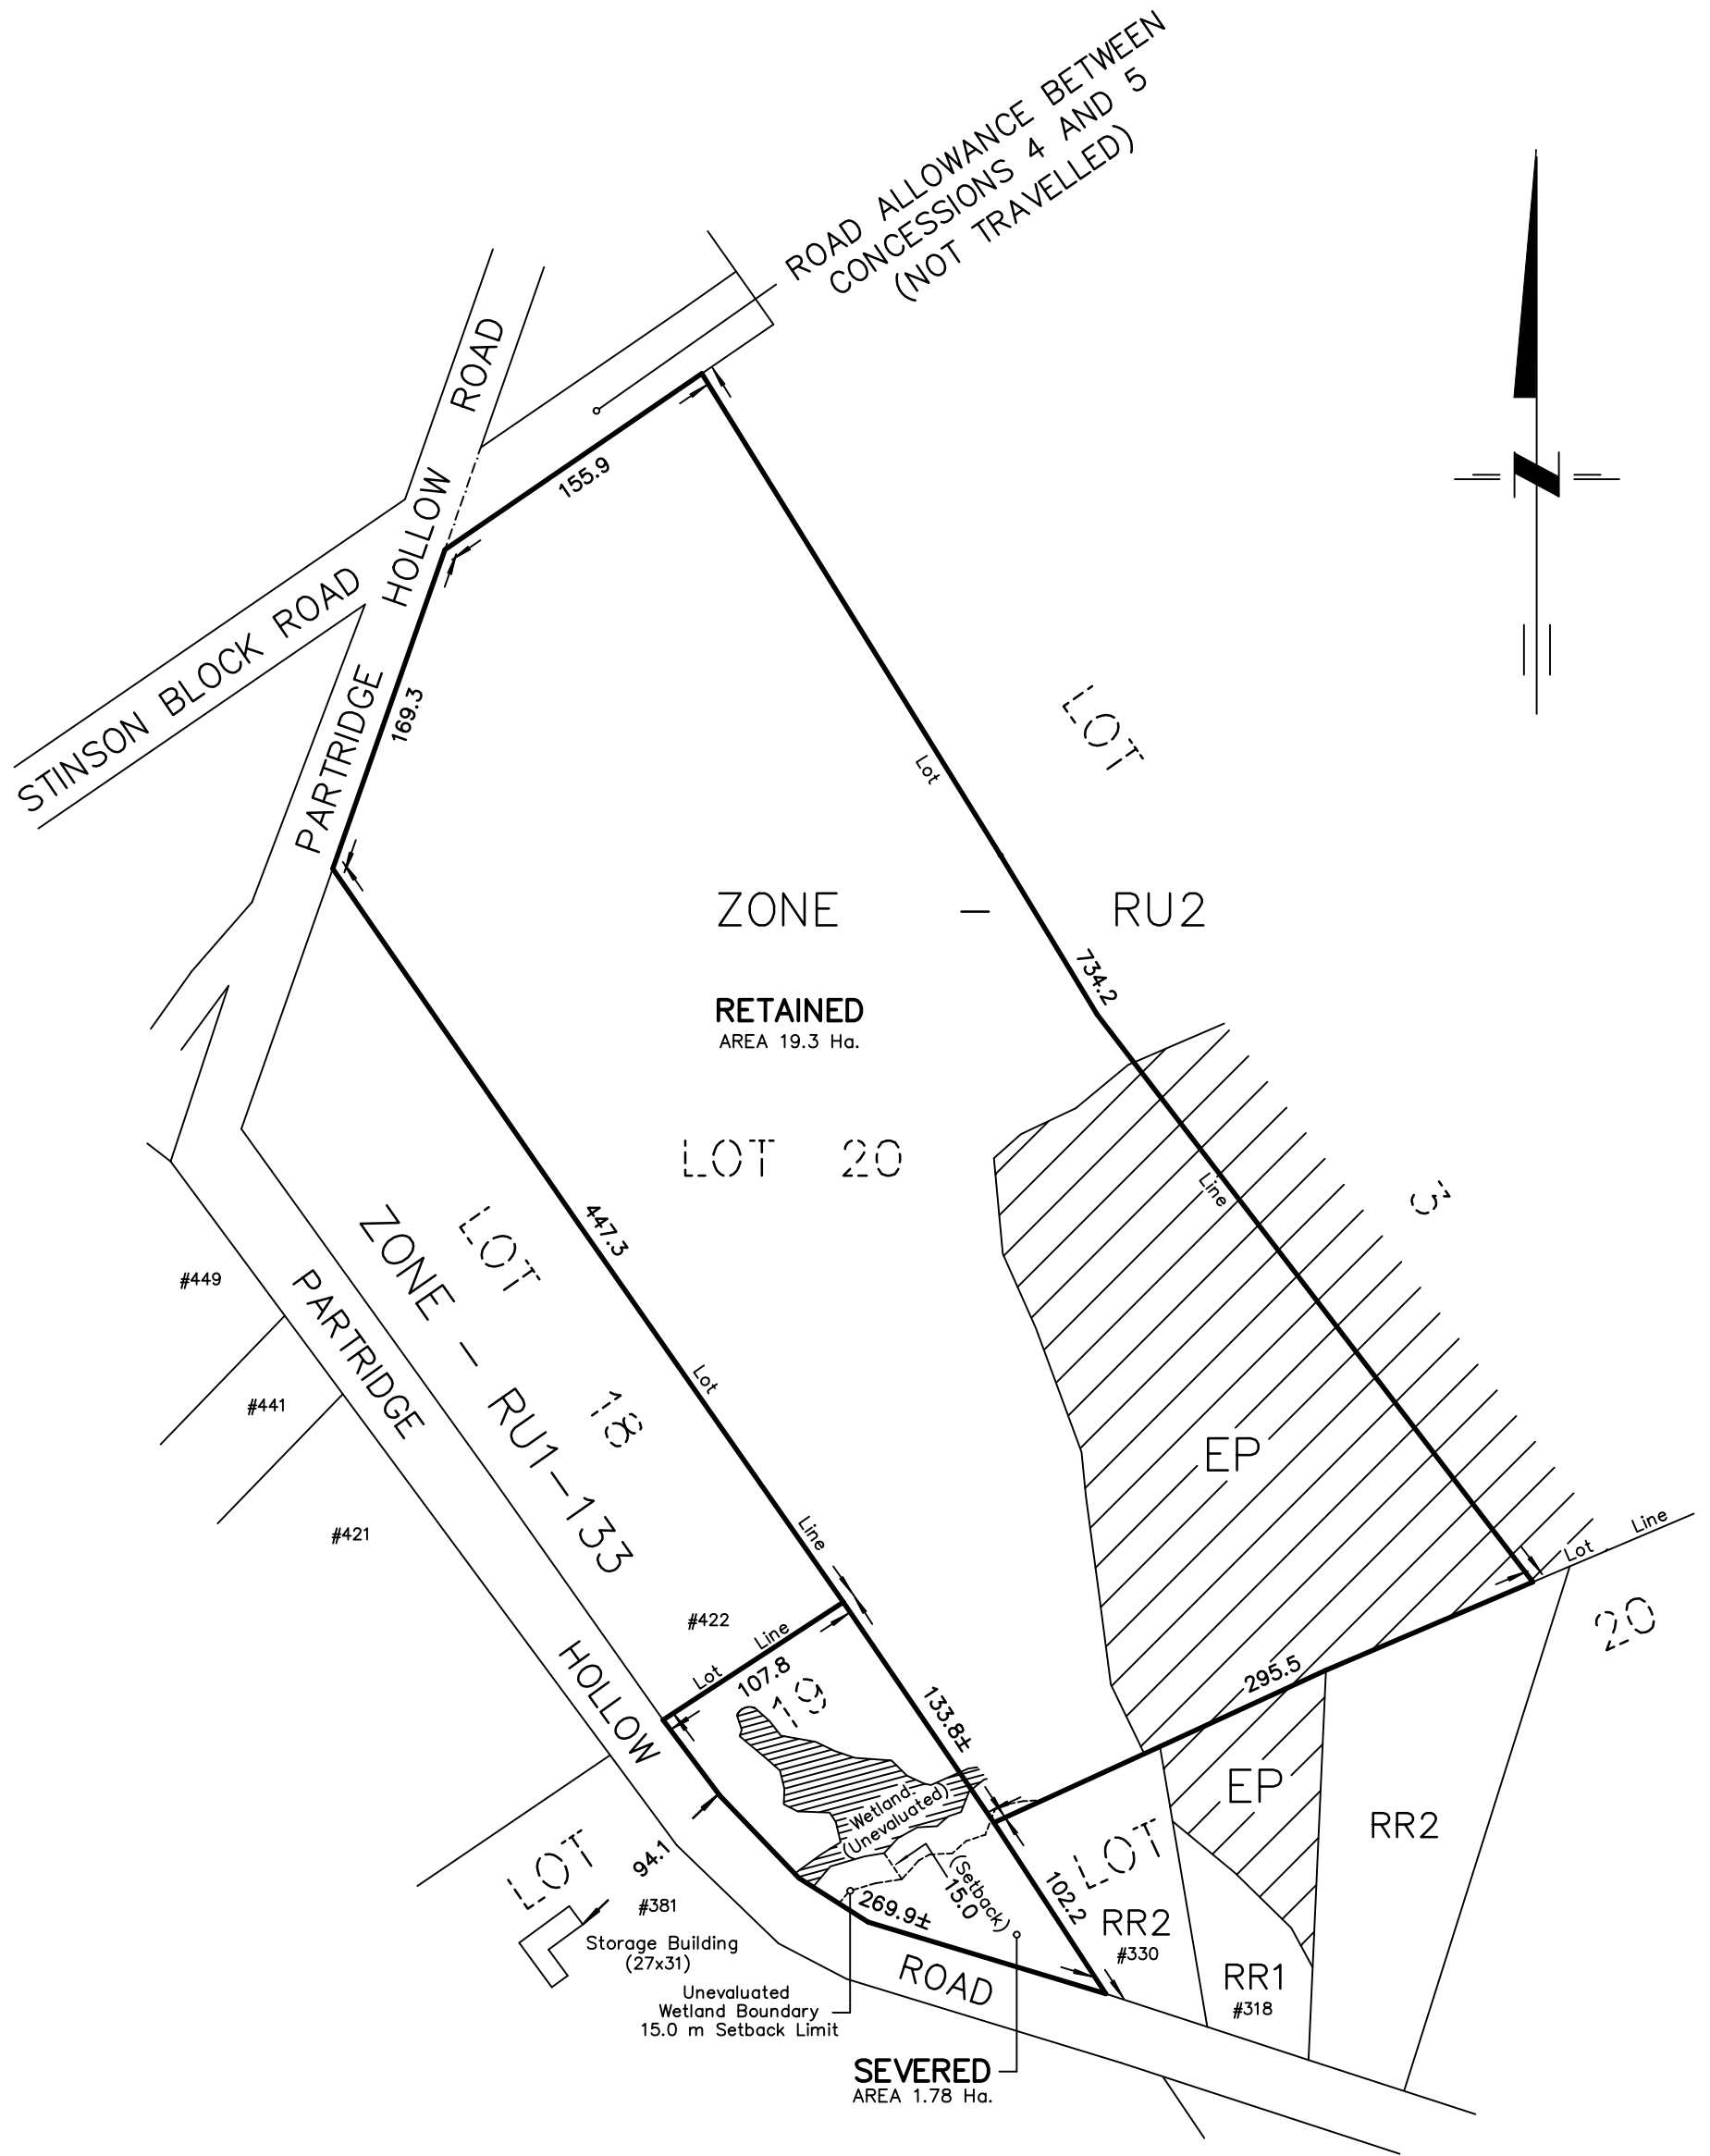 ROAD ALLOWANCE BETWEEN
CONCESSIONS 4 AND 5
(NOT TRAVELLED)
PARTRIDGE HOLLOW ROAD
STINSON BLOCK ROAD
155.9
169.3
LOT
Lot
ZONE - RU2
734.2
RETAINED
AREA 19.3 Ha.
LOT 20
Line
3
447.3
LOT
18
ZONE - RU1-133
#449
#441
#421
PARTRIDGE
HOLLOW
ROAD
Lot
Line
EP
Lot
Line
20
295.5
#422
Lot
Line
107.8
19
133.8±
Wetland
(Unevaluated)
(Setback)
15.0
102.2
LOT
EP
RR2
RR2
#330
RR1
#318
94.1
269.9±
LOT
#381
Storage Building
(27x31)
Unevaluated
Wetland Boundary
15.0 m Setback Limit
SEVERED
AREA 1.78 Ha.
N